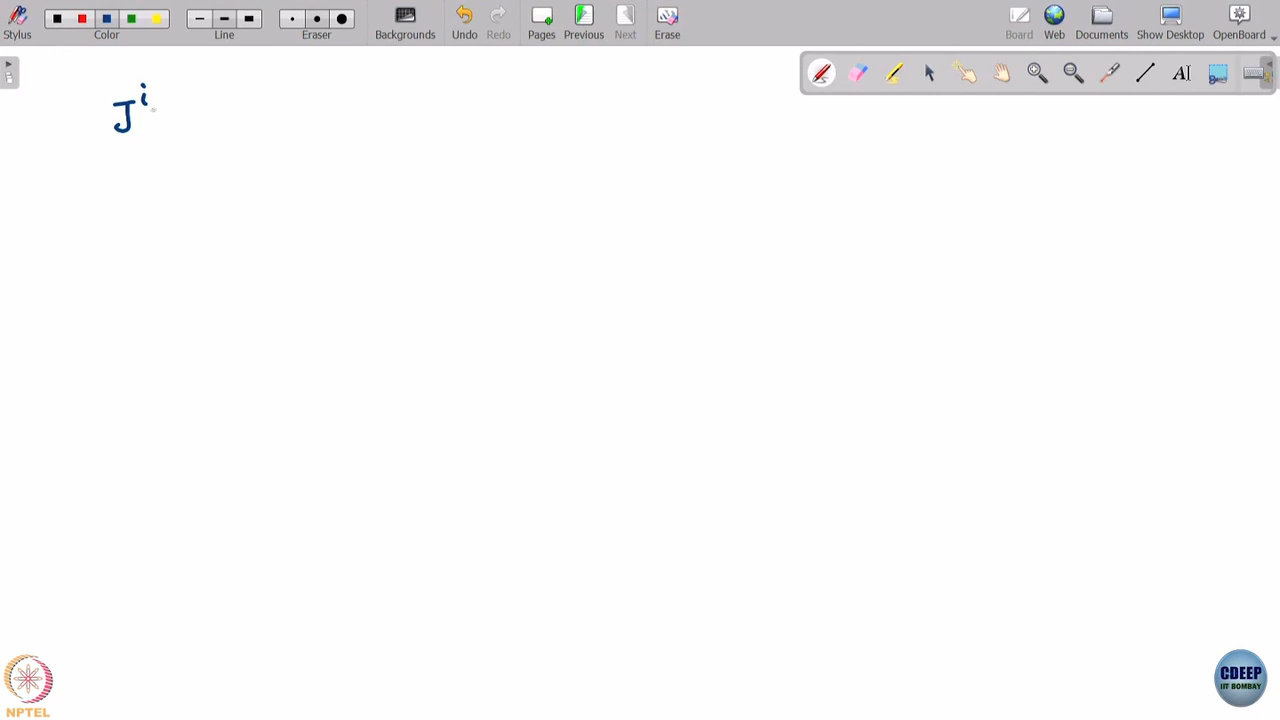 Stylus Color Line Eraser Backgrounds Undo Redo Pages Previous Next Erase Board Web Documents Show Desktop OpenBoard
J^i
NPTEL
CDEEP
IIT BOMBAY